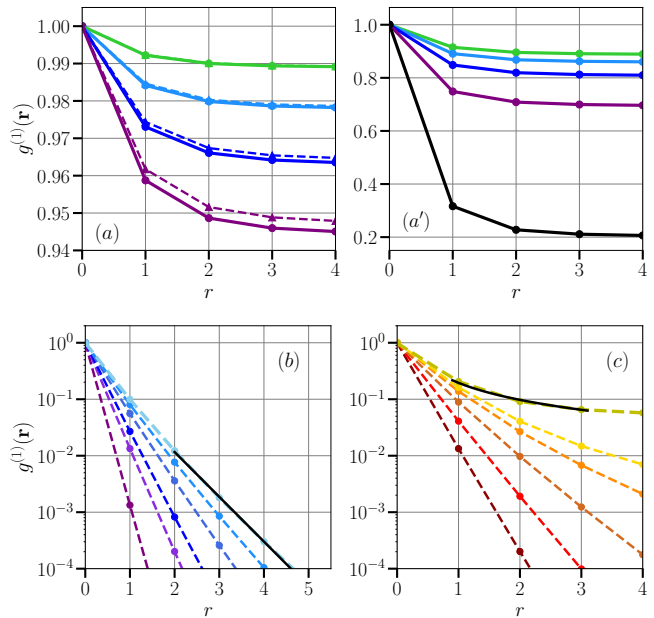 1.00
0.99
0.98
0.97
0.96
0.95
0.94
g^{(1)}(r)
(a)
0 1 2 3 4
r
1.0
0.8
0.6
0.4
0.2
(a′)
0 1 2 3 4
r
10^0
10^{−1}
10^{−2}
10^{−3}
10^{−4}
g^{(1)}(r)
(b)
0 1 2 3 4 5
r
10^0
10^{−1}
10^{−2}
10^{−3}
10^{−4}
(c)
0 1 2 3 4
r